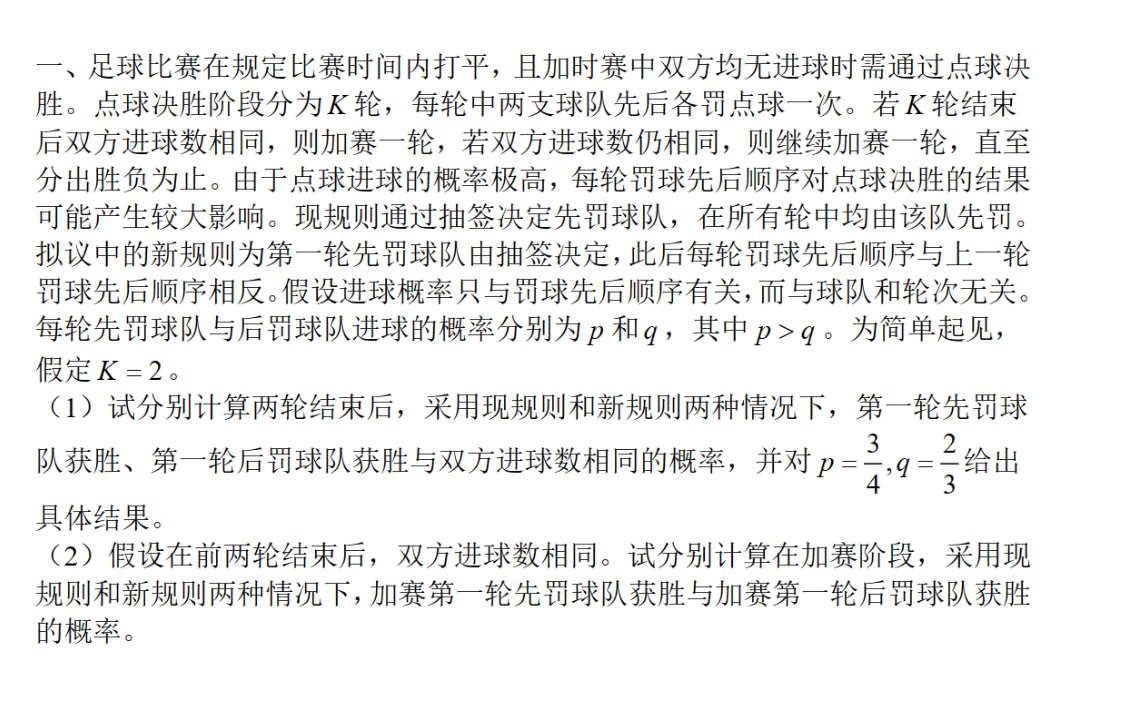 一、足球比赛在规定比赛时间内打平，且加时赛中双方均无进球时需通过点球决
胜。点球决胜阶段分为 K 轮，每轮中两支球队先后各罚点球一次。若 K 轮结束
后双方进球数相同，则加赛一轮，若双方进球数仍相同，则继续加赛一轮，直至
分出胜负为止。由于点球进球的概率极高，每轮罚球先后顺序对点球决胜的结果
可能产生较大影响。现规则通过抽签决定先罚球队，在所有轮中均由该队先罚。
拟议中的新规则为第一轮先罚球队由抽签决定，此后每轮罚球先后顺序与上一轮
罚球先后顺序相反。假设进球概率只与罚球先后顺序有关，而与球队和轮次无关。
每轮先罚球队与后罚球队进球的概率分别为 p 和 q，其中 p > q。为简单起见，
假定 K = 2。
（1）试分别计算两轮结束后，采用现规则和新规则两种情况下，第一轮先罚球
队获胜、第一轮后罚球队获胜与双方进球数相同的概率，并对 p = 3/4, q = 2/3 给出
具体结果。
（2）假设在前两轮结束后，双方进球数相同。试分别计算在加赛阶段，采用现
规则和新规则两种情况下，加赛第一轮先罚球队获胜与加赛第一轮后罚球队获胜
的概率。